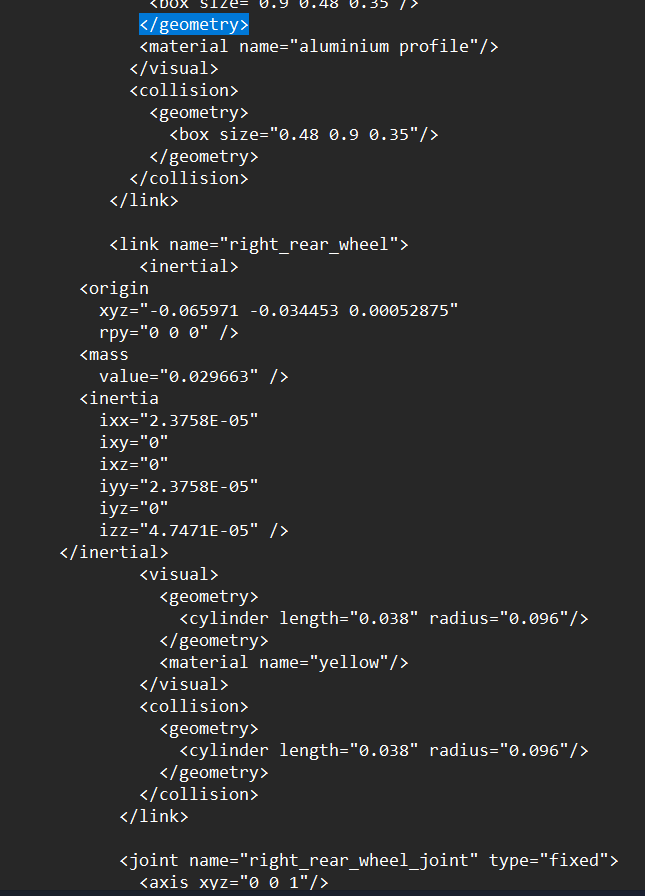 <box size="0.9 0.48 0.35"/>
</geometry>
<material name="aluminium profile"/>
</visual>
<collision>
<geometry>
<box size="0.48 0.9 0.35"/>
</geometry>
</collision>
</link>
<link name="right_rear_wheel">
<inertial>
<origin
xyz="-0.065971 -0.034453 0.00052875"
rpy="0 0 0" />
<mass
value="0.029663" />
<inertia
ixx="2.3758E-05"
ixy="0"
ixz="0"
iyy="2.3758E-05"
iyz="0"
izz="4.7471E-05" />
</inertial>
<visual>
<geometry>
<cylinder length="0.038" radius="0.096"/>
</geometry>
<material name="yellow"/>
</visual>
<collision>
<geometry>
<cylinder length="0.038" radius="0.096"/>
</geometry>
</collision>
</link>
<joint name="right_rear_wheel_joint" type="fixed">
<axis xyz="0 0 1"/>